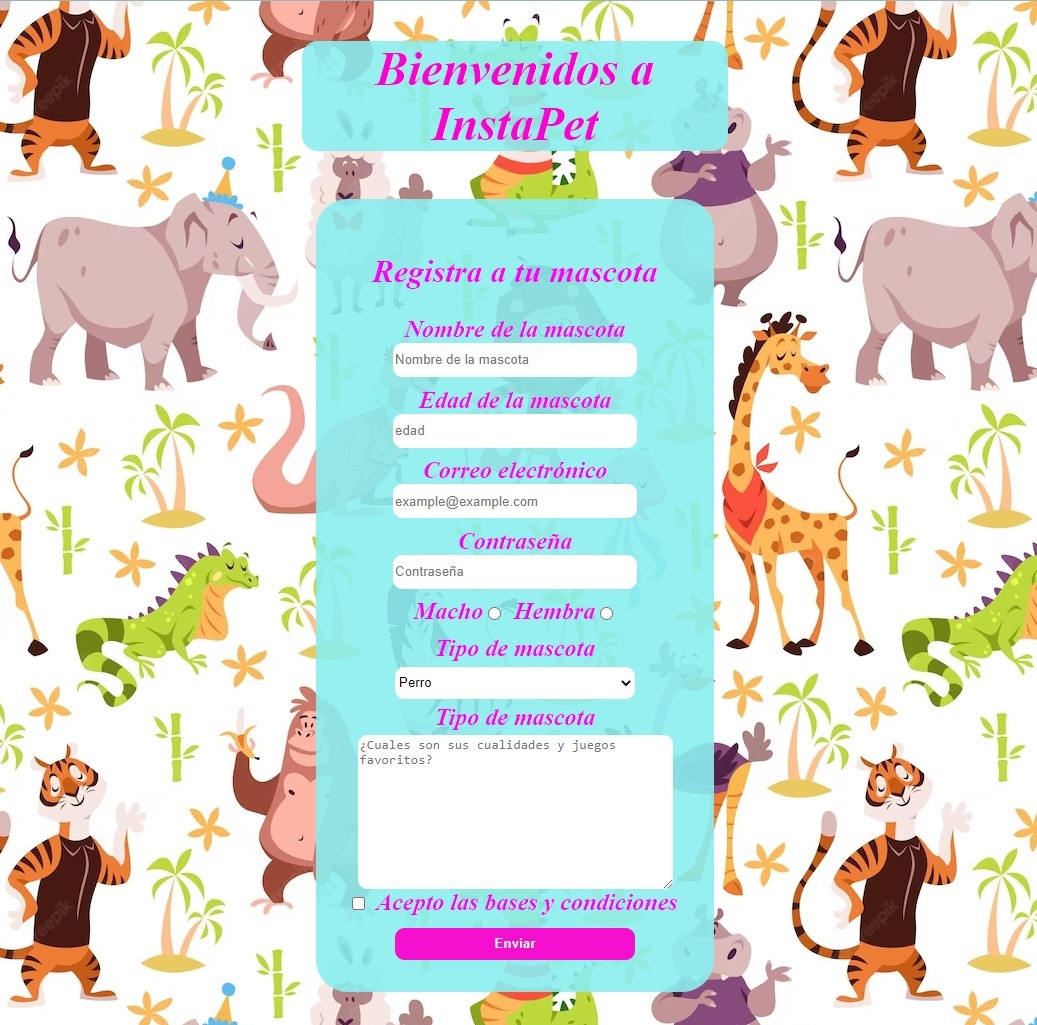 Bienvenidos a
InstaPet
Registra a tu mascota
Nombre de la mascota
Nombre de la mascota
Edad de la mascota
edad
Correo electrónico
example@example.com
Contraseña
Contraseña
Macho Hembra
Tipo de mascota
Perro
Tipo de mascota
¿Cuales son sus cualidades y juegos
favoritos?
Acepto las bases y condiciones
Enviar